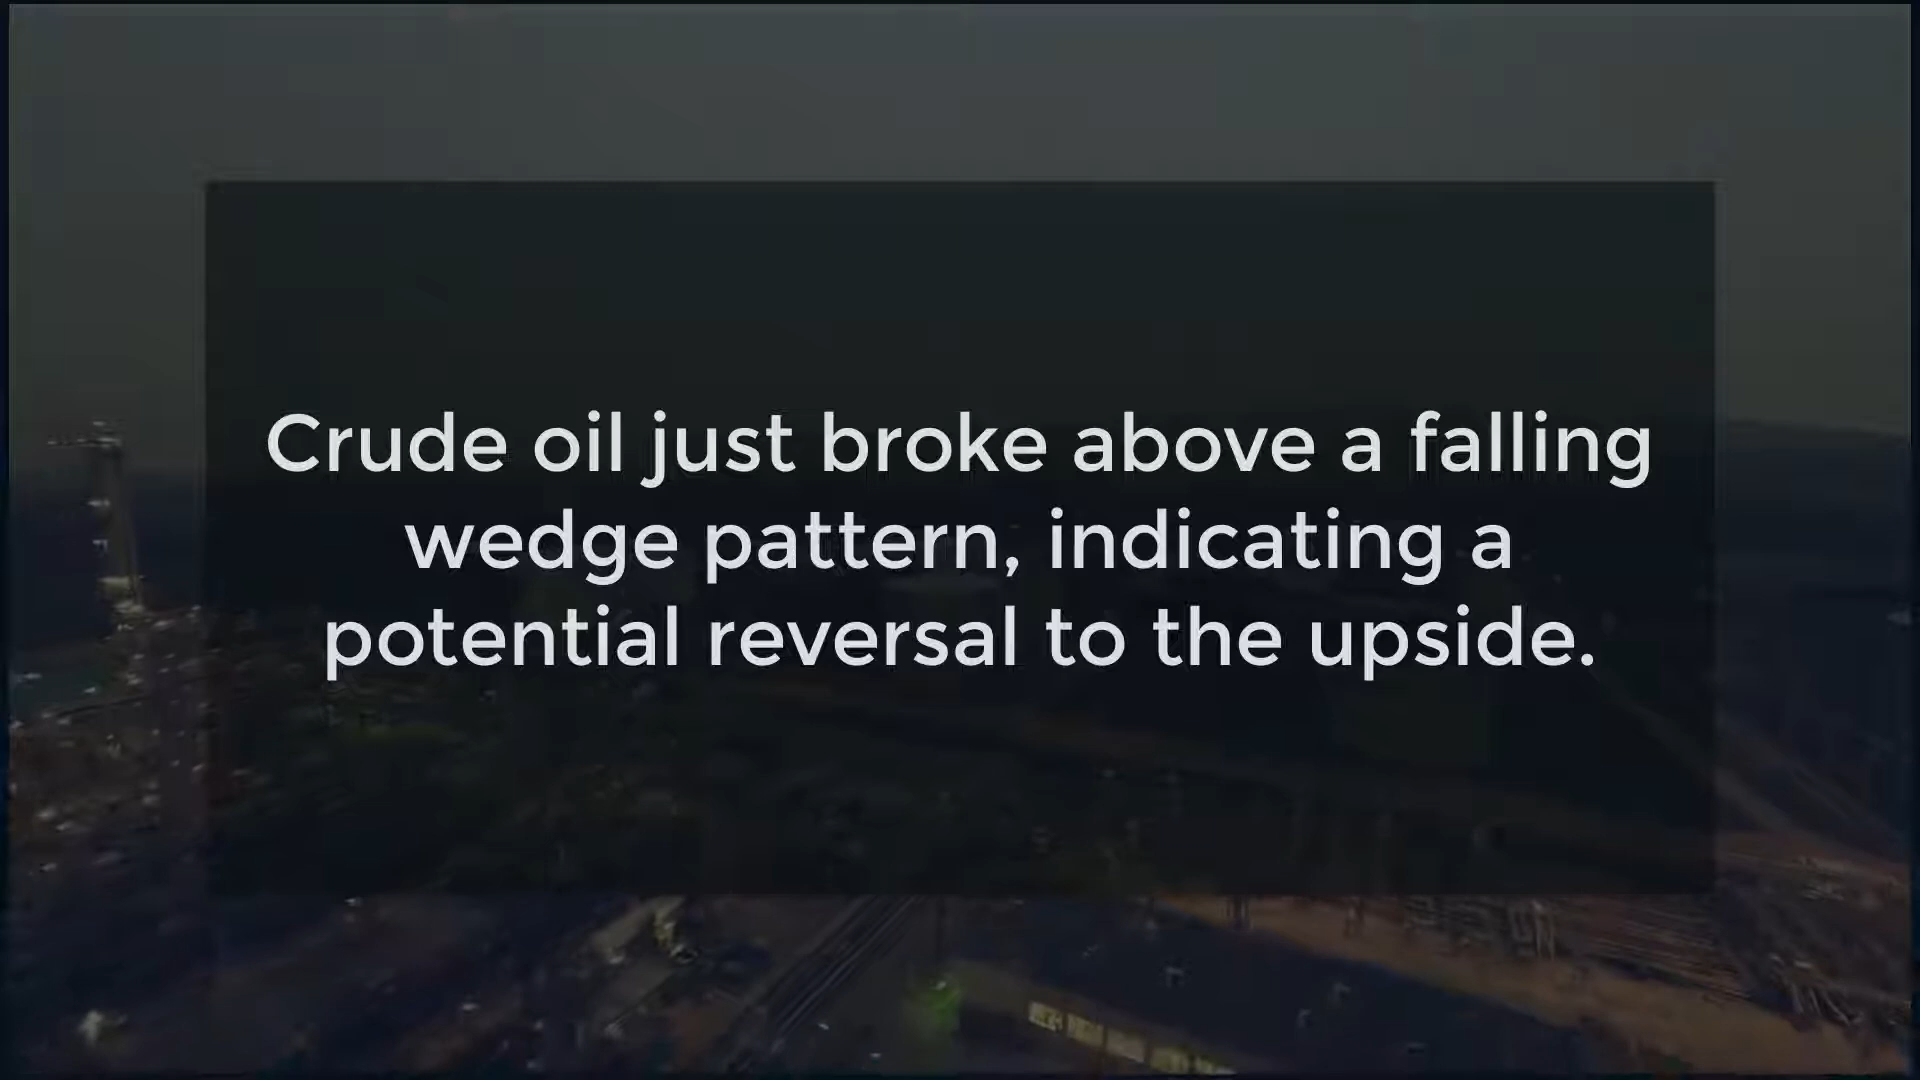 Crude oil just broke above a falling
wedge pattern, indicating a
potential reversal to the upside.